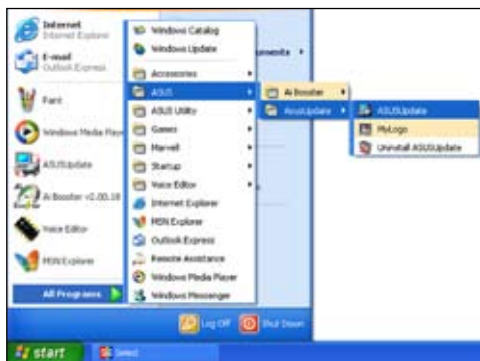 Internet
Internet Explorer
E-mail
Outlook Express
Paint
Windows Media Player
ASUSUpdate
Ai Booster v2.00.18
Voice Editor
MSN Explorer
All Programs
Windows Catalog
Windows Update
Accessories
ASUS
ASUS Utility
Games
Marvell
Startup
Voice Editor
Internet Explorer
MSN Explorer
Outlook Express
Remote Assistance
Windows Media Player
Windows Messenger
Ai Booster
AsusUpdate
ASUSUpdate
MyLogo
Uninstall ASUSUpdate
Log Off
Shut Down
start